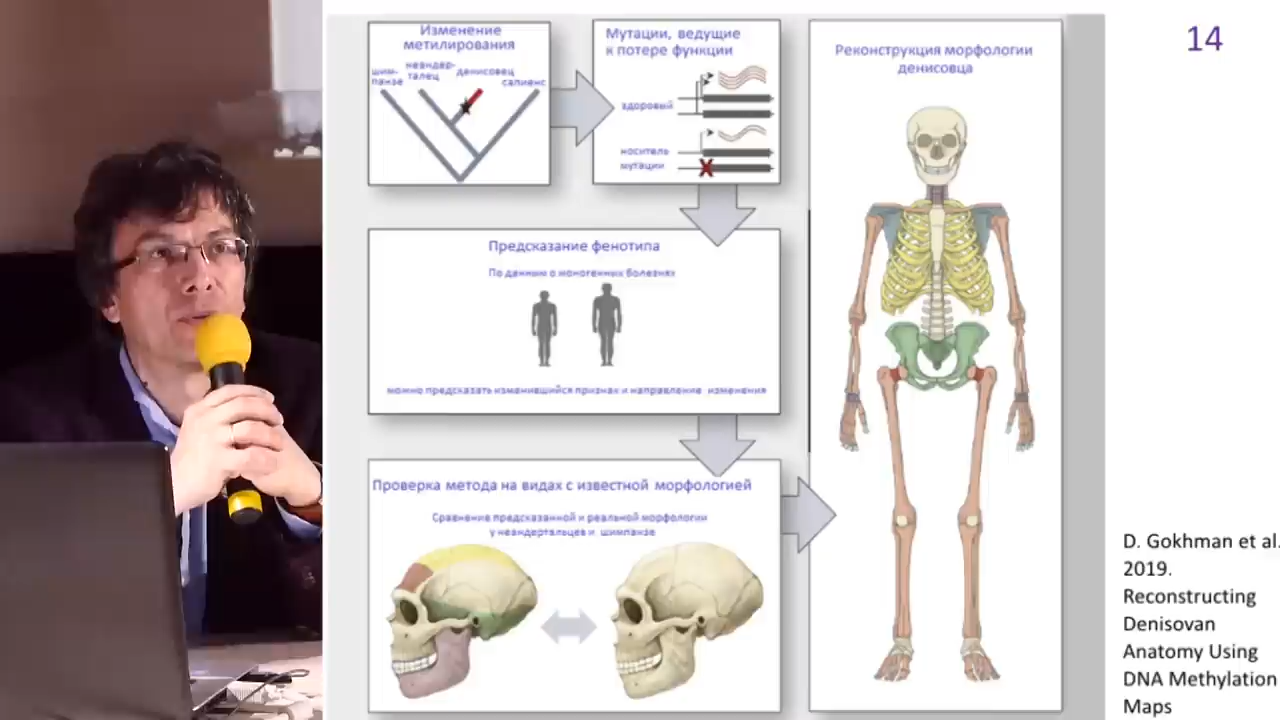 Изменение
метилирования
шим-
панзе
неандер-
талец
денисовец
сапиенс
Мутации, ведущие
к потере функции
здоровый
носитель
мутации
Предсказание фенотипа
По данным о моногенных болезнях
можно предсказать изменившийся признак и направление изменения
Проверка метода на видах с известной морфологией
Сравнение предсказанной и реальной морфологии
у неандертальцев и шимпанзе
Реконструкция морфологии
денисовца
14
D. Gokhman et al.
2019.
Reconstructing
Denisovan
Anatomy Using
DNA Methylation
Maps